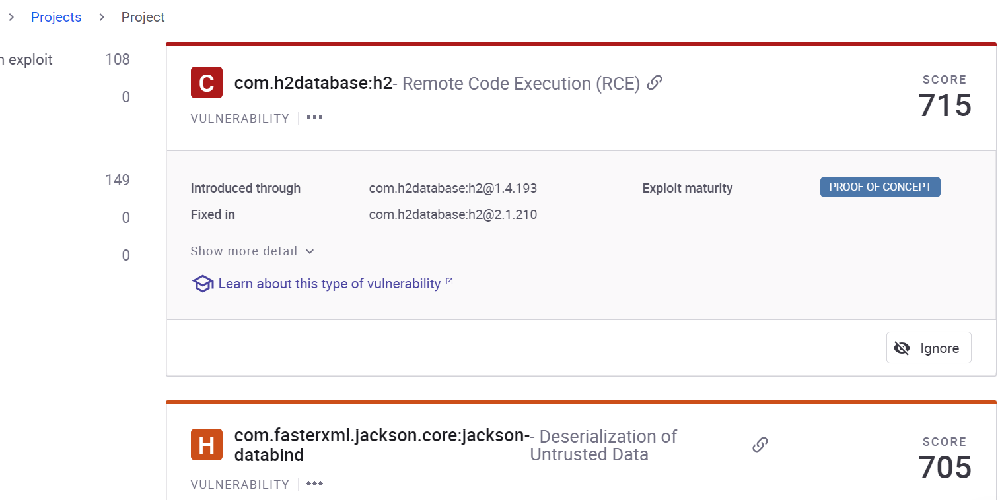 Projects > Project
n exploit 108
0
149
0
0
C com.h2database:h2- Remote Code Execution (RCE)
VULNERABILITY
SCORE
715
Introduced through com.h2database:h2@1.4.193 Exploit maturity PROOF OF CONCEPT
Fixed in com.h2database:h2@2.1.210
Show more detail
Learn about this type of vulnerability
Ignore
H com.fasterxml.jackson.core:jackson-- Deserialization of
databind Untrusted Data
VULNERABILITY
SCORE
705